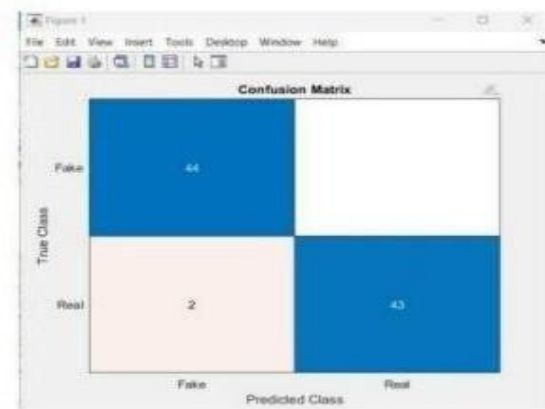 Figure 1
File Edit View Insert Tools Desktop Window Help
Confusion Matrix
True Class
Fake
44
Real
2
43
Fake
Real
Predicted Class